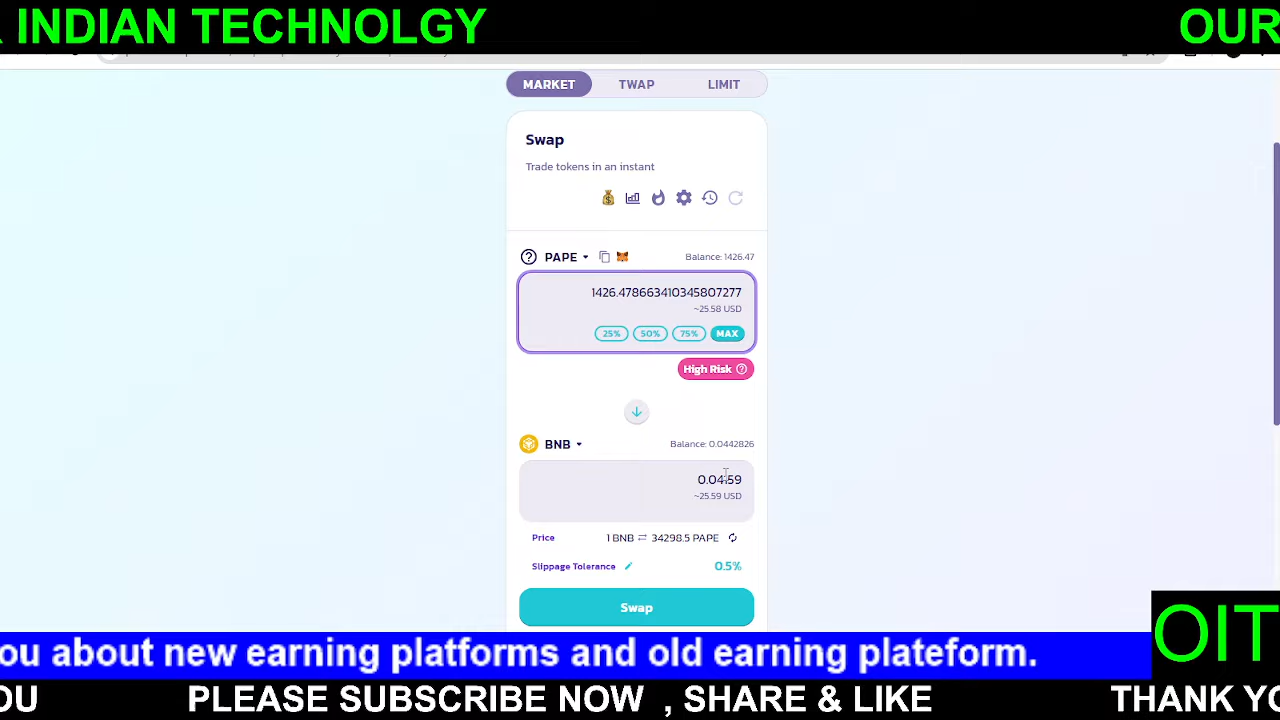 INDIAN TECHNOLGY OUR
MARKET TWAP LIMIT
Swap
Trade tokens in an instant
PAPE Balance: 1426.47
1426.478663410345807277
~25.58 USD
25% 50% 75% MAX
High Risk
BNB Balance: 0.0442826
~25.59 USD
Price 1 BNB ⇄ 34298.5 PAPE
Slippage Tolerance 0.5%
Swap
OIT
ou about new earning platforms and old earning plateform.
OU PLEASE SUBSCRIBE NOW , SHARE & LIKE THANK YO